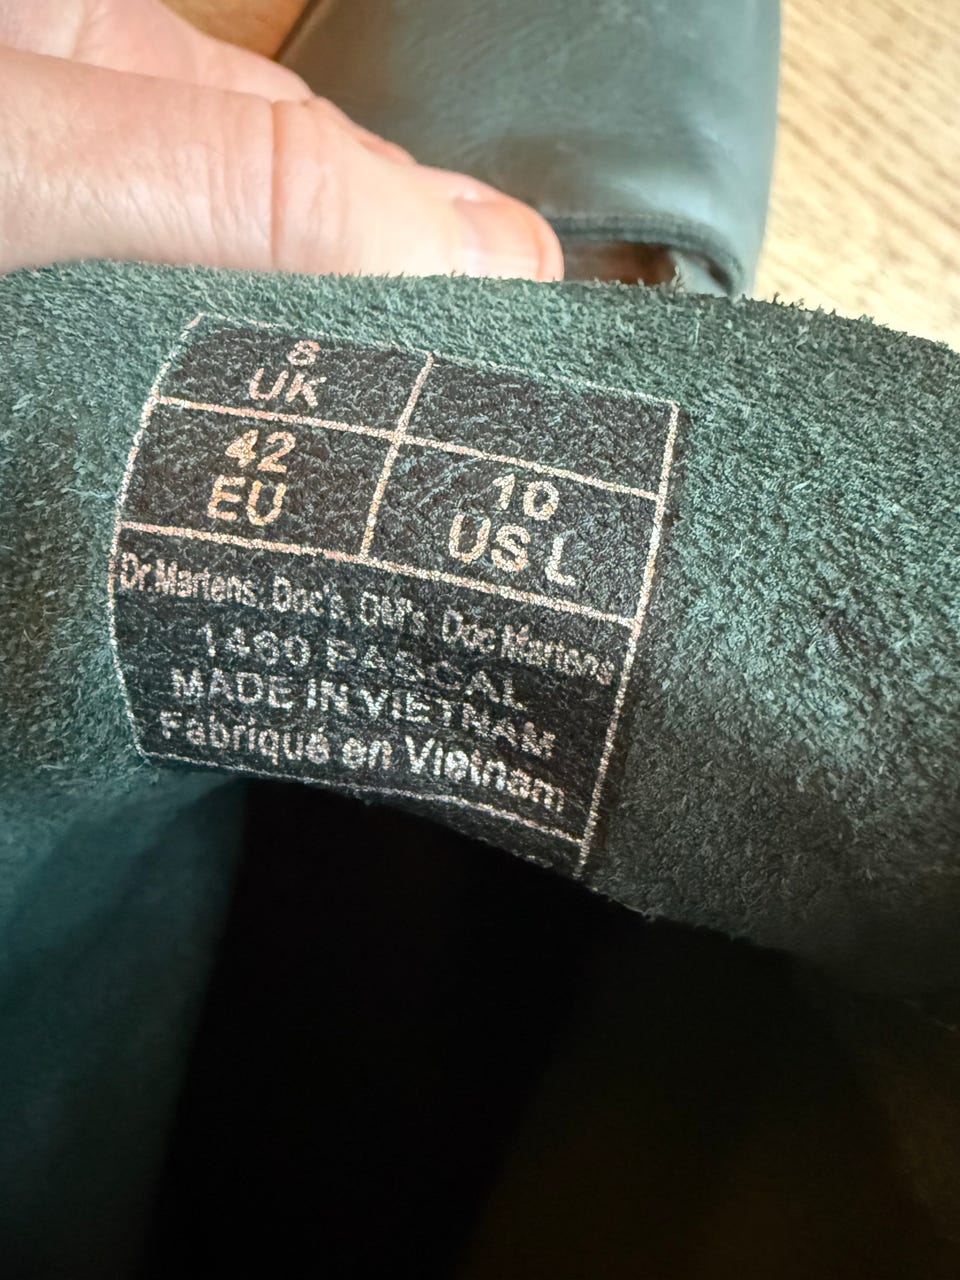 8
UK
42
EU
10
US L
Dr.Martens. Doc's. DM's. Doc Martens
1460 PASCAL
MADE IN VIETNAM
Fabriqué en Vietnam